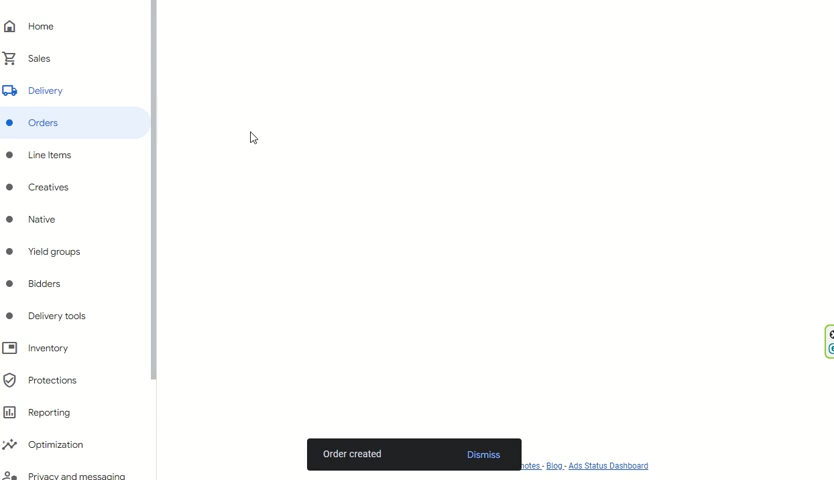 Home
Sales
Delivery
Orders
Line Items
Creatives
Native
Yield groups
Bidders
Delivery tools
Inventory
Protections
Reporting
Optimization
Privacy and messaging
Order created Dismiss
notes - Blog - Ads Status Dashboard